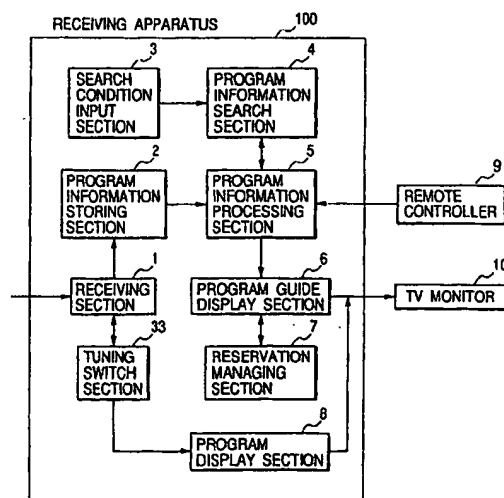 RECEIVING APPARATUS
100
3
SEARCH
CONDITION
INPUT
SECTION
4
PROGRAM
INFORMATION
SEARCH
SECTION
2
PROGRAM
INFORMATION
STORING
SECTION
5
PROGRAM
INFORMATION
PROCESSING
SECTION
9
REMOTE
CONTROLLER
1
RECEIVING
SECTION
6
PROGRAM GUIDE
DISPLAY SECTION
10
TV MONITOR
33
TUNING
SWITCH
SECTION
7
RESERVATION
MANAGING
SECTION
8
PROGRAM
DISPLAY SECTION